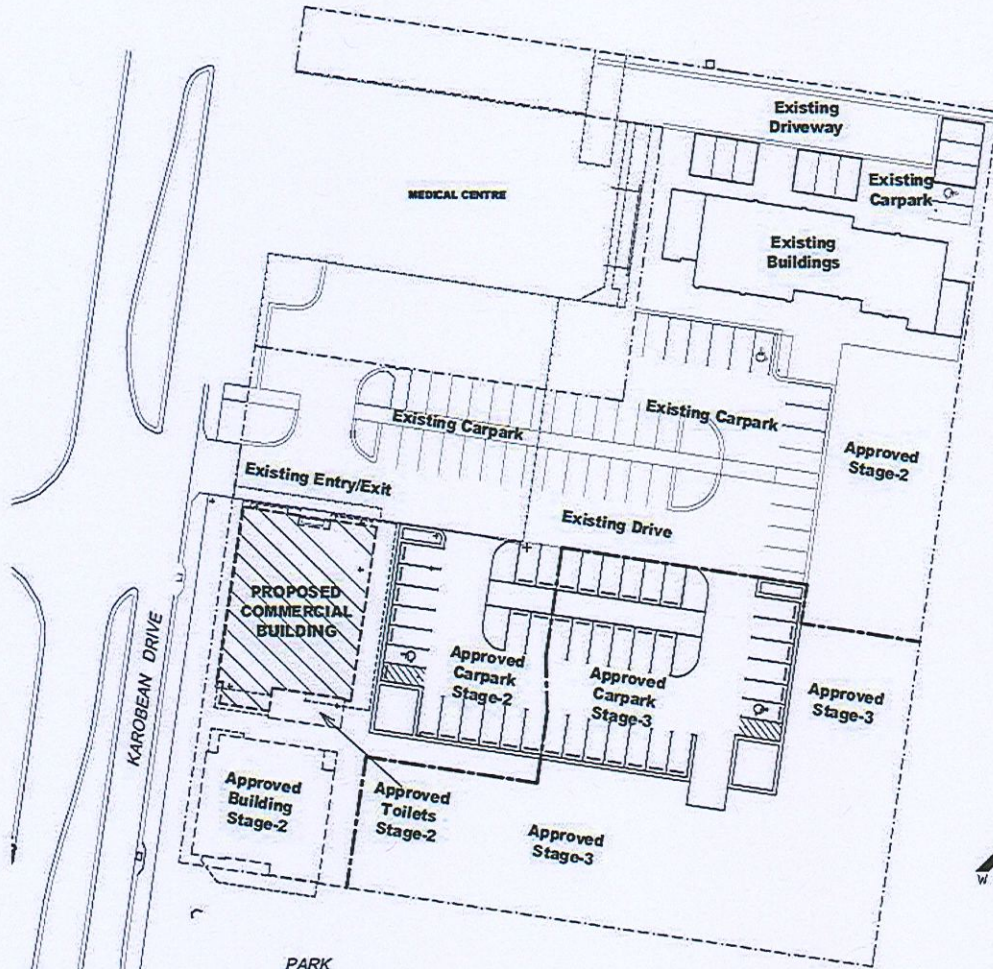 Existing
Driveway
MEDICAL CENTRE
Existing
Carpark
Existing
Buildings
Existing Carpark
Existing Carpark
Approved
Stage-2
Existing Entry/Exit
Existing Drive
PROPOSED
COMMERCIAL
BUILDING
KAROBEAN DRIVE
Approved
Carpark
Stage-2
Approved
Carpark
Stage-3
Approved
Stage-3
Approved
Building
Stage-2
Approved
Toilets
Stage-2
Approved
Stage-3
W
PARK